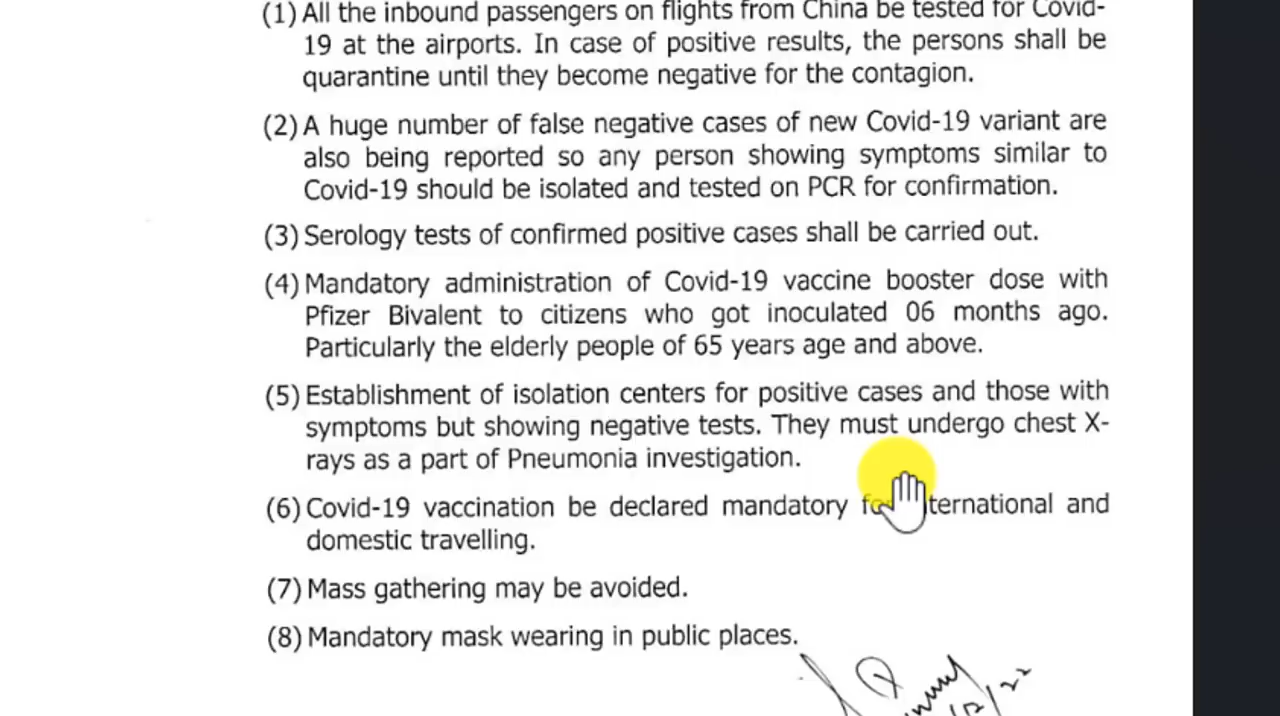 (1) All the inbound passengers on flights from China be tested for Covid-
19 at the airports. In case of positive results, the persons shall be
quarantine until they become negative for the contagion.
(2) A huge number of false negative cases of new Covid-19 variant are
also being reported so any person showing symptoms similar to
Covid-19 should be isolated and tested on PCR for confirmation.
(3) Serology tests of confirmed positive cases shall be carried out.
(4) Mandatory administration of Covid-19 vaccine booster dose with
Pfizer Bivalent to citizens who got inoculated 06 months ago.
Particularly the elderly people of 65 years age and above.
(5) Establishment of isolation centers for positive cases and those with
symptoms but showing negative tests. They must undergo chest X-
rays as a part of Pneumonia investigation.
(6) Covid-19 vaccination be declared mandatory for international and
domestic travelling.
(7) Mass gathering may be avoided.
(8) Mandatory mask wearing in public places.